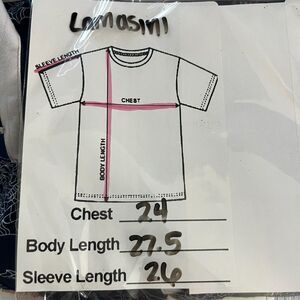 Lamosini
SLEEVE LENGTH
CHEST
BODY LENGTH
Chest 24
Body Length 27.5
Sleeve Length 26